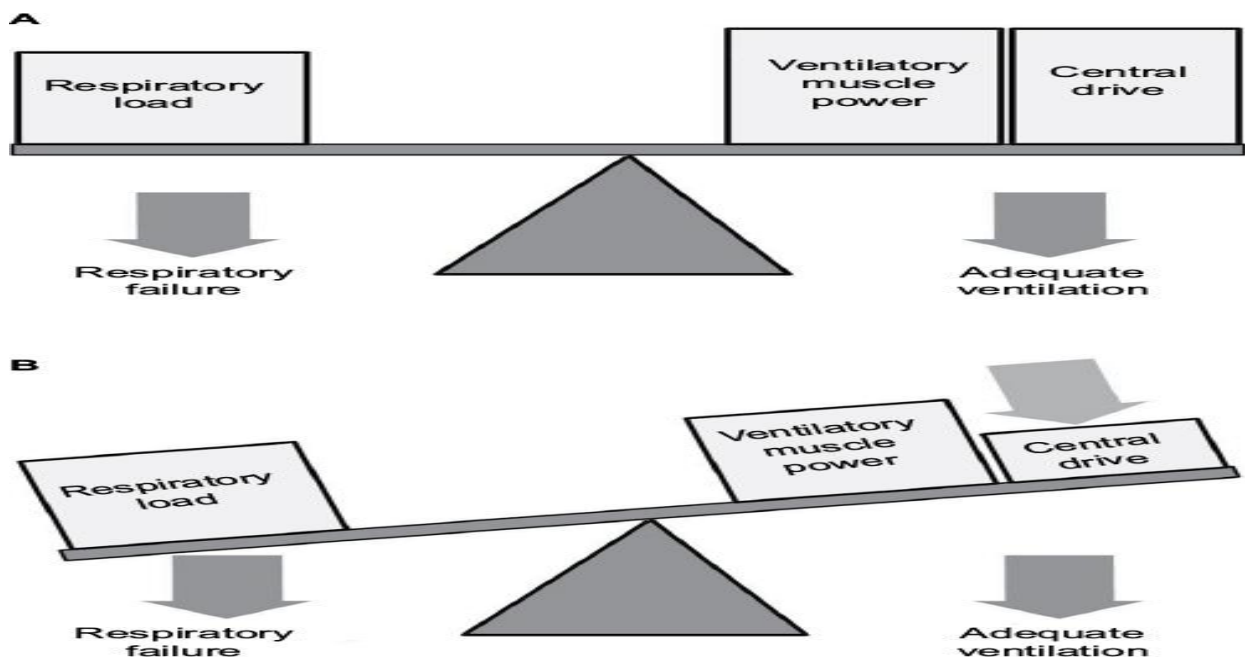 A
Respiratory
load
Ventilatory
muscle
power
Central
drive
Respiratory
failure
Adequate
ventilation
B
Respiratory
load
Ventilatory
muscle
power
Central
drive
Respiratory
failure
Adequate
ventilation